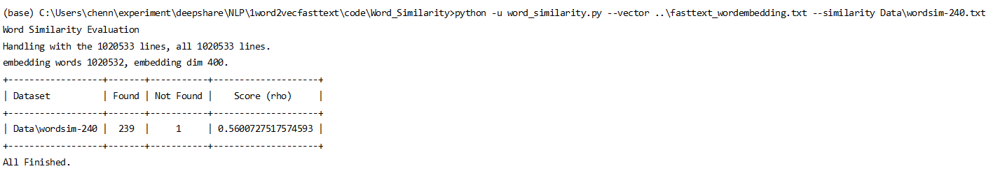 (base) C:\Users\chenn\experiment\deepshare\NLP\1word2vecfasttext\code\Word_Similarity>python -u word_similarity.py --vector ..\fasttext_wordembedding.txt --similarity Data\wordsim-240.txt
Word Similarity Evaluation
Handling with the 1020533 lines, all 1020533 lines.
embedding words 1020532, embedding dim 400.
+------------------+-------+-----------+--------------------+
| Dataset          | Found | Not Found |    Score (rho)     |
+------------------+-------+-----------+--------------------+
| Data\wordsim-240 |  239  |     1     | 0.5600727517574593 |
+------------------+-------+-----------+--------------------+
All Finished.